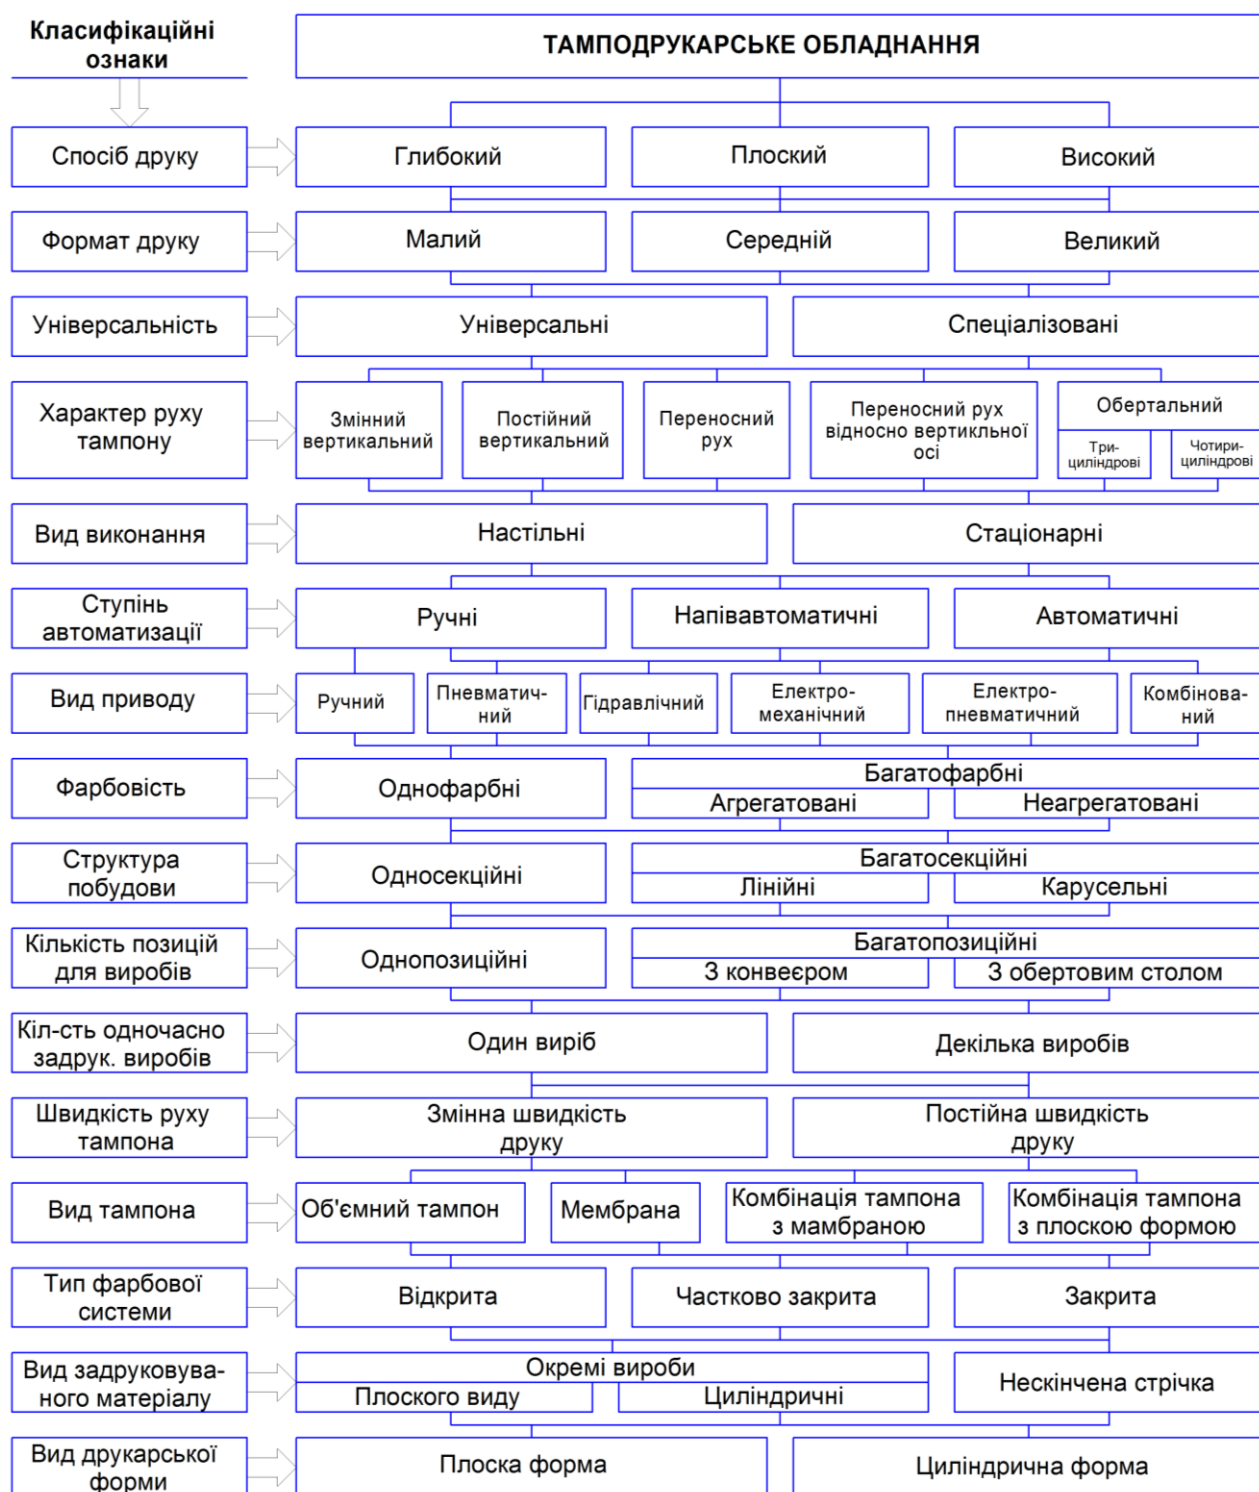 Класифікаційні
ознаки
ТАМПОДРУКАРСЬКЕ ОБЛАДНАННЯ
Спосіб друку
Глибокий
Плоский
Високий
Формат друку
Малий
Середній
Великий
Універсальність
Універсальні
Спеціалізовані
Характер руху
тампону
Змінний
вертикальний
Постійний
вертикальний
Переносний
рух
Переносний рух
відносно вертикльної
осі
Обертальний
Три-
циліндрові
Чотири-
циліндрові
Вид виконання
Настільні
Стаціонарні
Ступінь
автоматизації
Ручні
Напівавтоматичні
Автоматичні
Вид приводу
Ручний
Пневматич-
ний
Гідравлічний
Електро-
механічний
Електро-
пневматичний
Комбінова-
ний
Фарбовість
Однофарбні
Багатофарбні
Агрегатовані
Неагрегатовані
Структура
побудови
Односекційні
Багатосекційні
Лінійні
Карусельні
Кількість позицій
для виробів
Однопозиційні
Багатопозиційні
З конвеєром
З обертовим столом
Кіл-сть одночасно
задрук. виробів
Один виріб
Декілька виробів
Швидкість руху
тампона
Змінна швидкість
друку
Постійна швидкість
друку
Вид тампона
Об'ємний тампон
Мембрана
Комбінація тампона
з мамбраною
Комбінація тампона
з плоскою формою
Тип фарбової
системи
Відкрита
Частково закрита
Закрита
Вид задруковува-
ного матеріалу
Окремі вироби
Плоского виду
Циліндричні
Нескінчена стрічка
Вид друкарської
форми
Плоска форма
Циліндрична форма